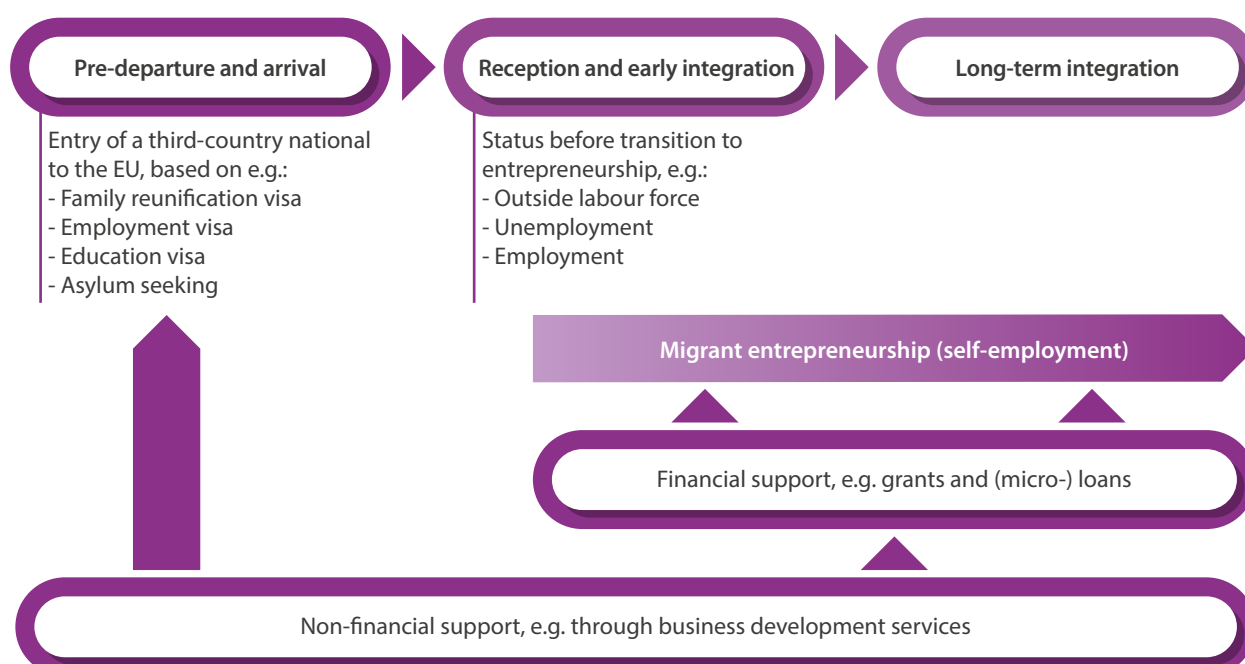 Pre-departure and arrival
Reception and early integration
Long-term integration
Entry of a third-country national
to the EU, based on e.g.:
- Family reunification visa
- Employment visa
- Education visa
- Asylum seeking
Status before transition to
entrepreneurship, e.g.:
- Outside labour force
- Unemployment
- Employment
Migrant entrepreneurship (self-employment)
Financial support, e.g. grants and (micro-) loans
Non-financial support, e.g. through business development services